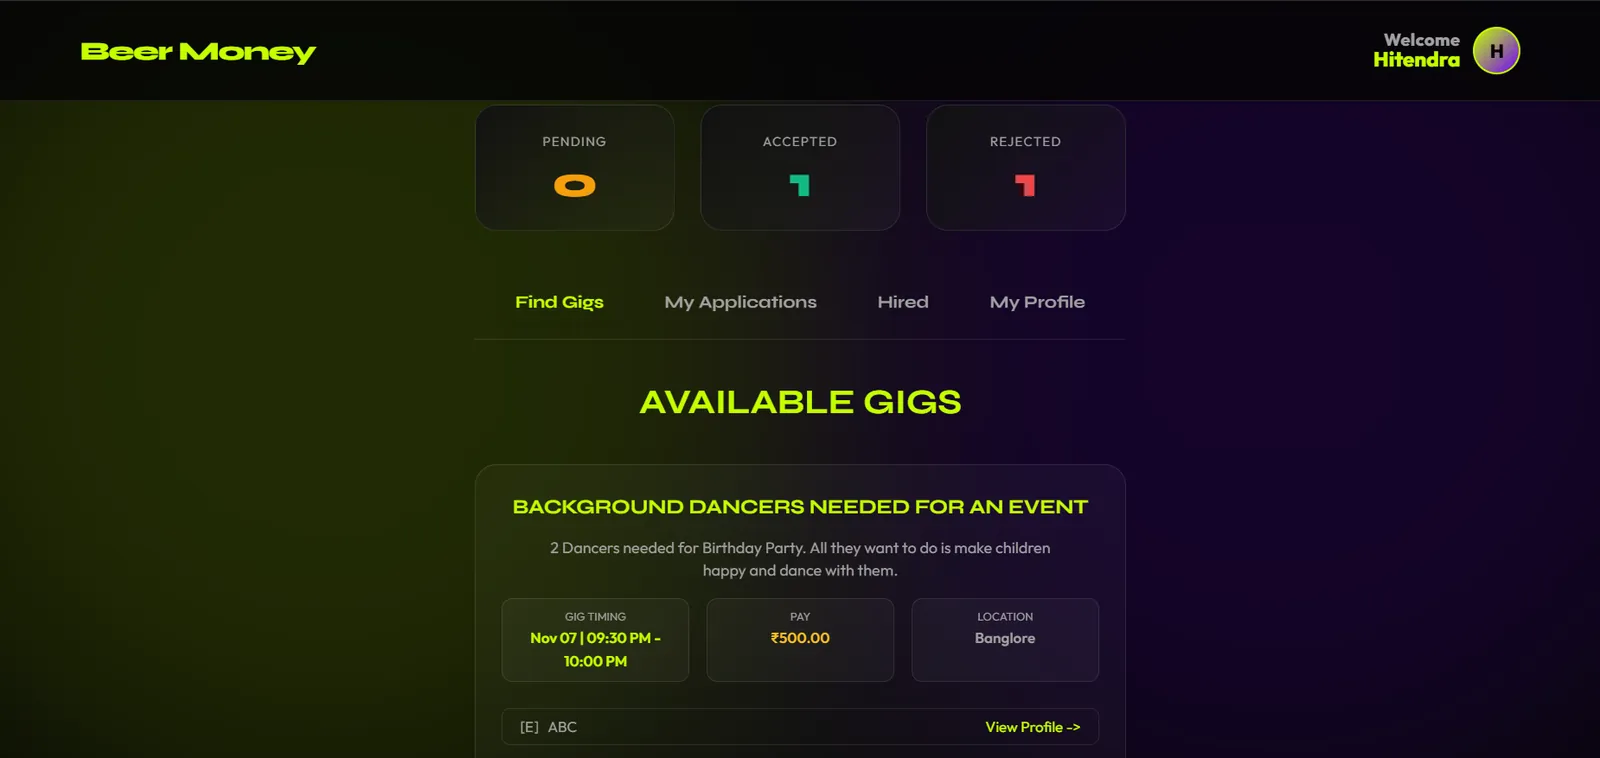 Beer Money
Welcome
Hitendra
H
PENDING
0
ACCEPTED
1
REJECTED
1
Find Gigs
My Applications
Hired
My Profile
AVAILABLE GIGS
BACKGROUND DANCERS NEEDED FOR AN EVENT
2 Dancers needed for Birthday Party. All they want to do is make children
happy and dance with them.
GIG TIMING
Nov 07 | 09:30 PM -
10:00 PM
PAY
₹500.00
LOCATION
Banglore
[E] ABC
View Profile ->